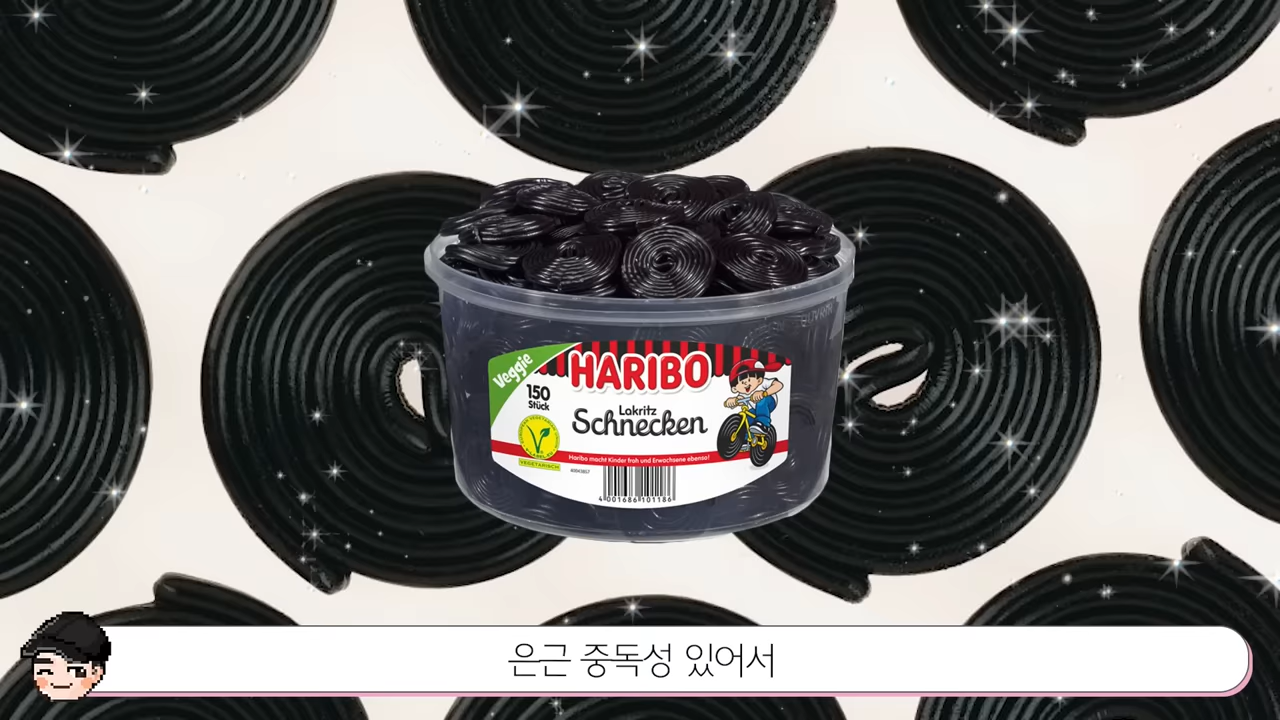 Veggie
HARIBO
150
Stück
Lakritz
Schnecken
VEGETARISCH
Haribo macht Kinder froh und Erwachsene ebenso!
4 001686 101186
은근 중독성 있어서